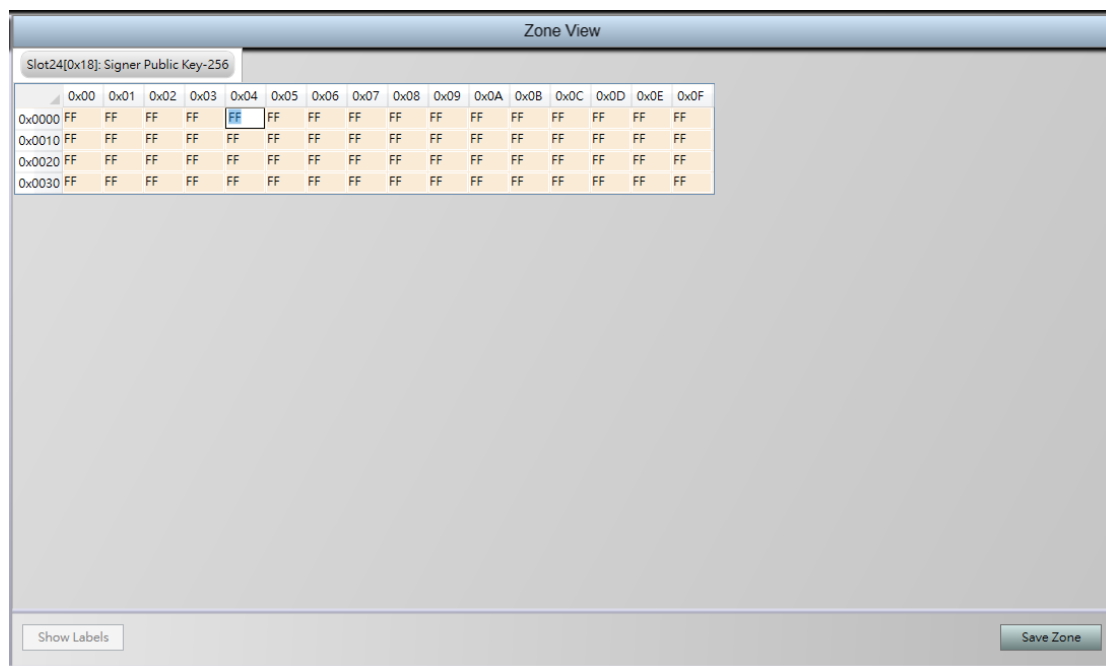 Zone View
Slot24[0x18]: Signer Public Key-256
0x00 0x01 0x02 0x03 0x04 0x05 0x06 0x07 0x08 0x09 0x0A 0x0B 0x0C 0x0D 0x0E 0x0F
0x0000 FF FF FF FF FF FF FF FF FF FF FF FF FF FF FF FF
0x0010 FF FF FF FF FF FF FF FF FF FF FF FF FF FF FF FF
0x0020 FF FF FF FF FF FF FF FF FF FF FF FF FF FF FF FF
0x0030 FF FF FF FF FF FF FF FF FF FF FF FF FF FF FF FF
Show Labels Save Zone